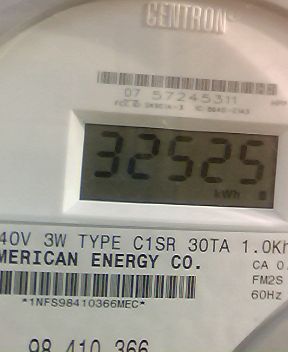 CENTRON®
07 57245311
32525
kWh
40V 3W TYPE C1SR 30TA 1.0Kh
MERICAN ENERGY CO.
CA 0.
FM2S
*1NFS98410366MEC*
60Hz
98 410 366